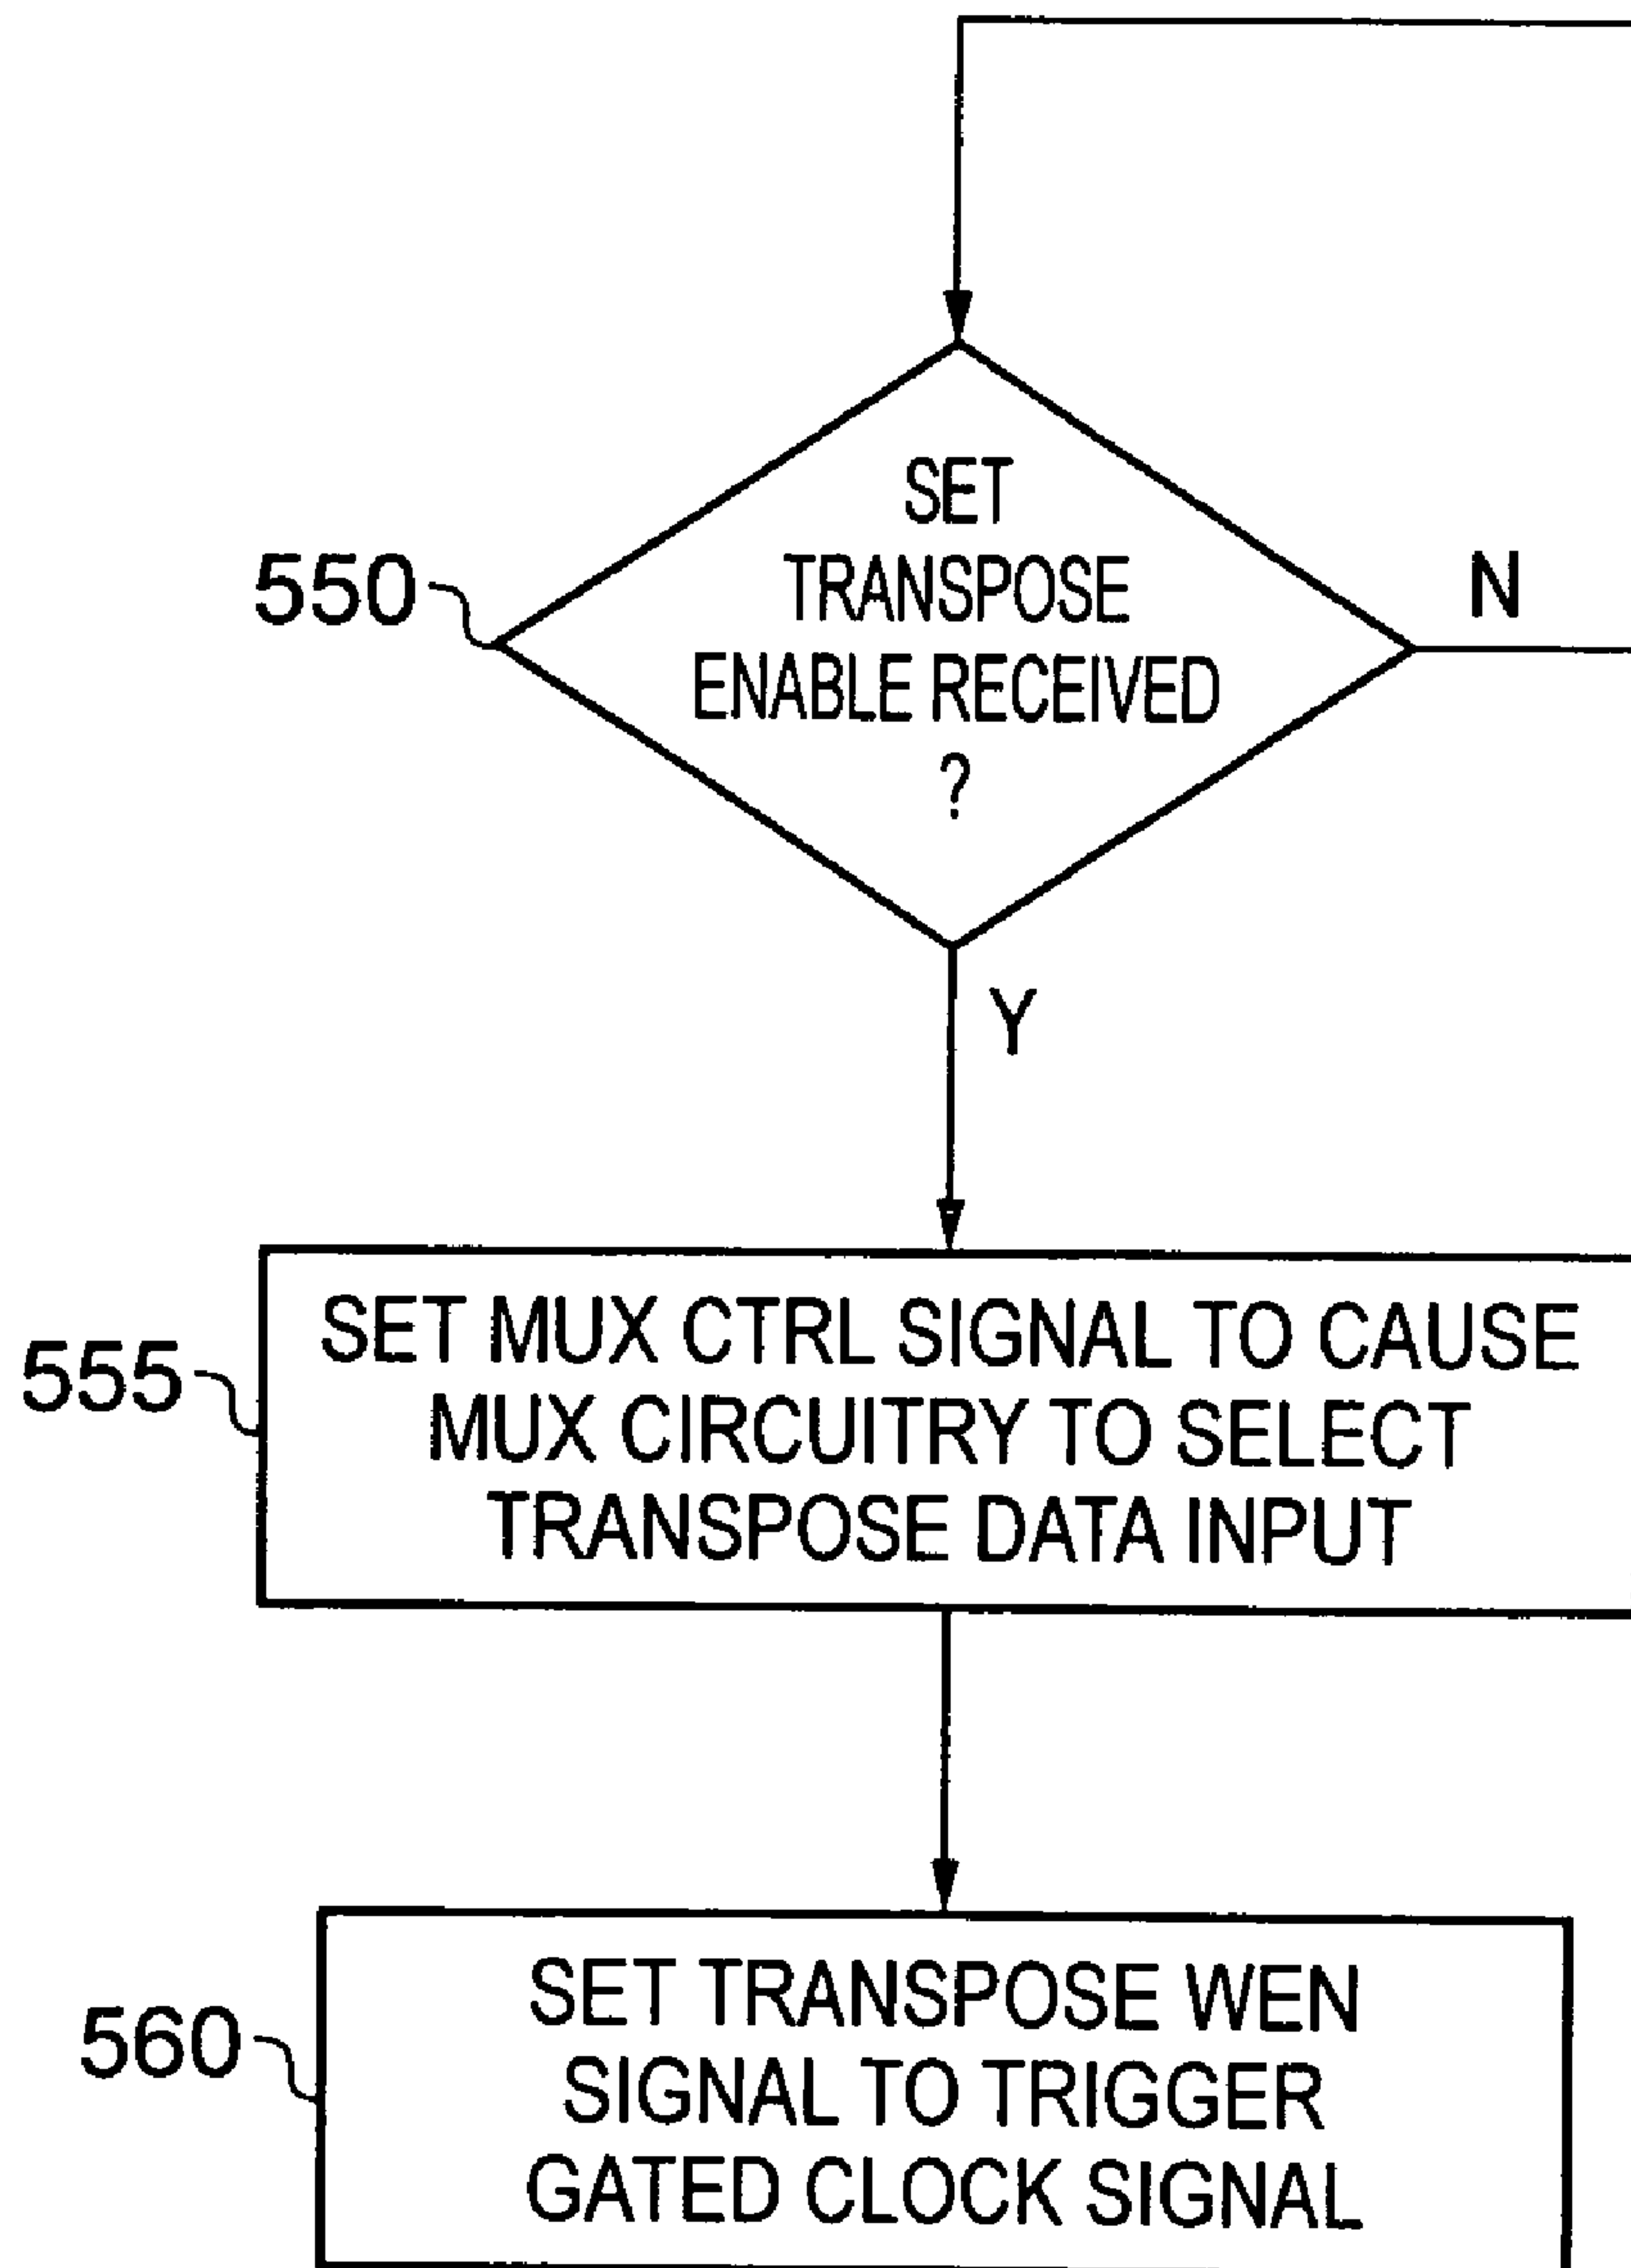 SET
TRANSPOSE
550
ENABLE RECEIVED
?
N
Y
SET MUX CTRL SIGNAL TO CAUSE
555
MUX CIRCUITRY TO SELECT
TRANSPOSE DATA INPUT
SET TRANSPOSE WEN
560
SIGNAL TO TRIGGER
GATED CLOCK SIGNAL